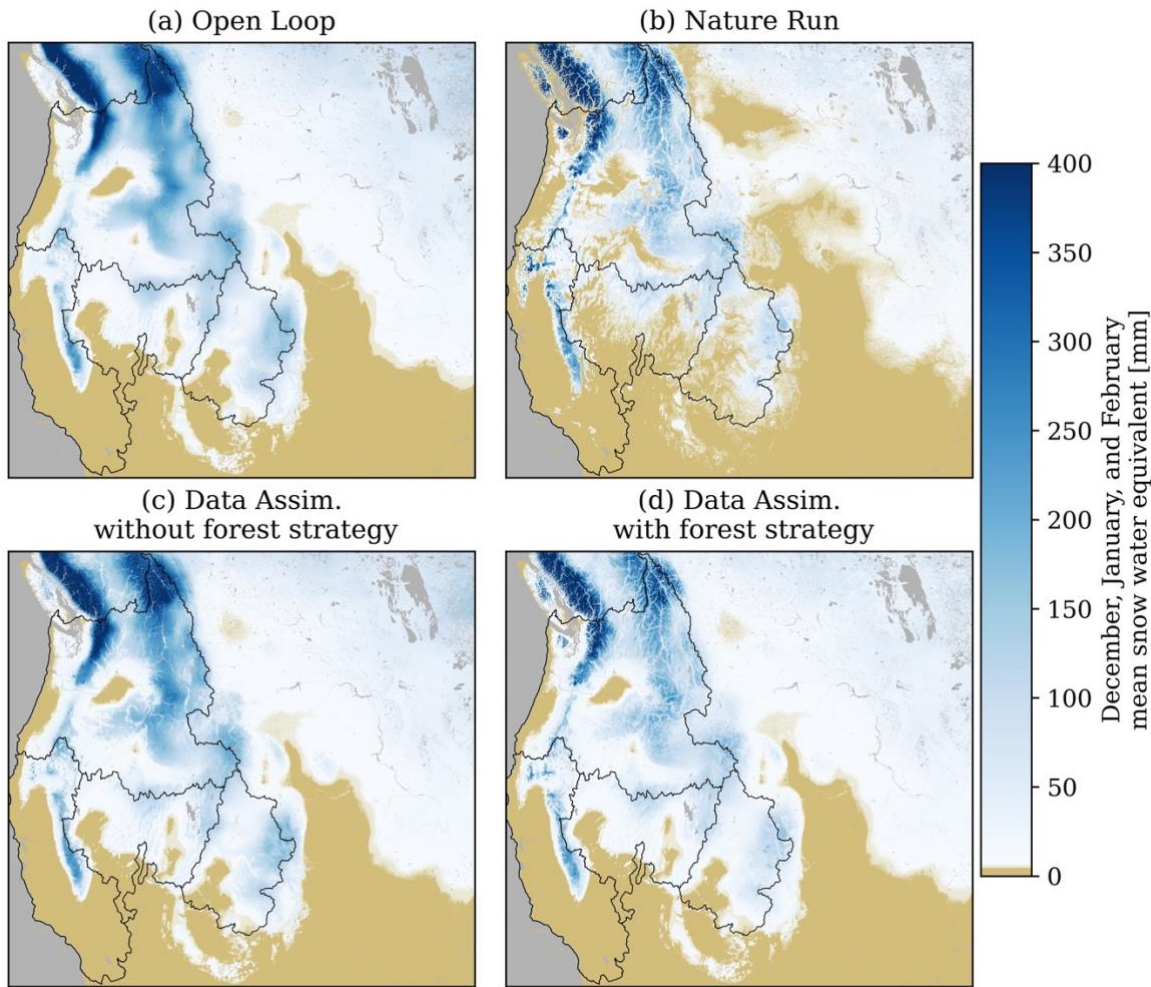 (a) Open Loop
(b) Nature Run
(c) Data Assim.
without forest strategy
(d) Data Assim.
with forest strategy
400
350
300
250
200
150
100
50
0
December, January, and February
mean snow water equivalent [mm]